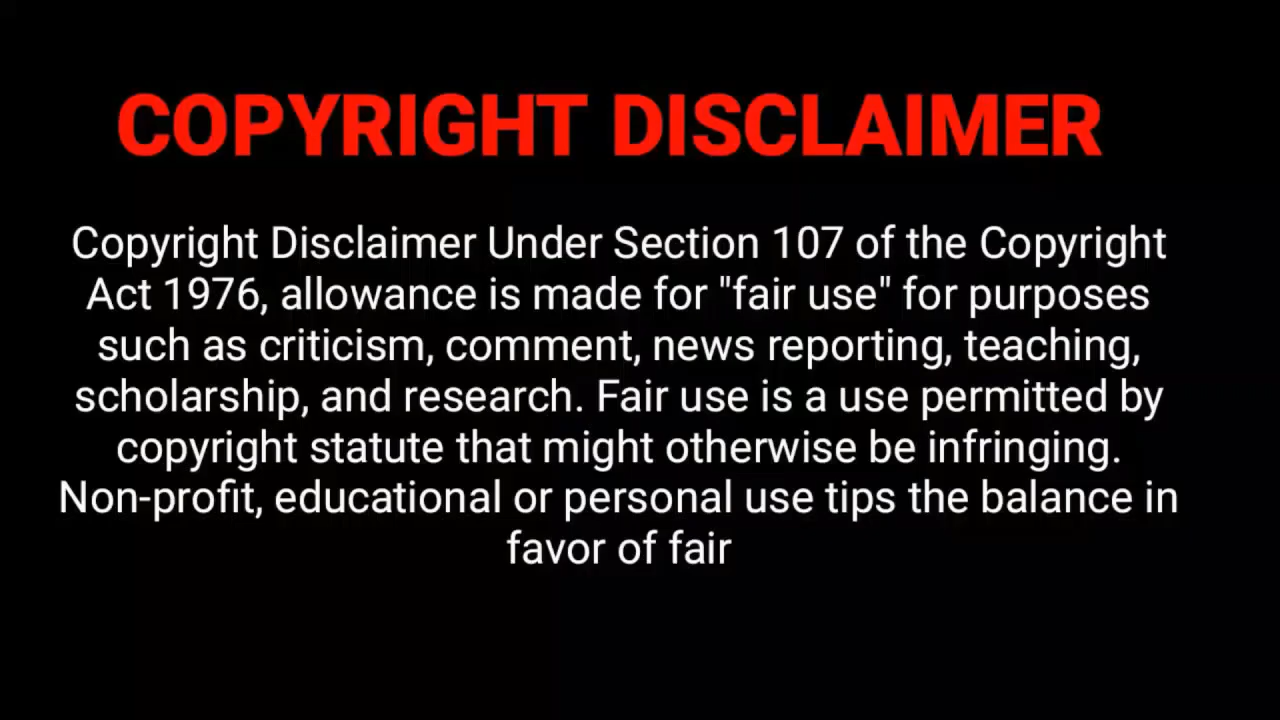 COPYRIGHT DISCLAIMER
Copyright Disclaimer Under Section 107 of the Copyright
Act 1976, allowance is made for "fair use" for purposes
such as criticism, comment, news reporting, teaching,
scholarship, and research. Fair use is a use permitted by
copyright statute that might otherwise be infringing.
Non-profit, educational or personal use tips the balance in
favor of fair